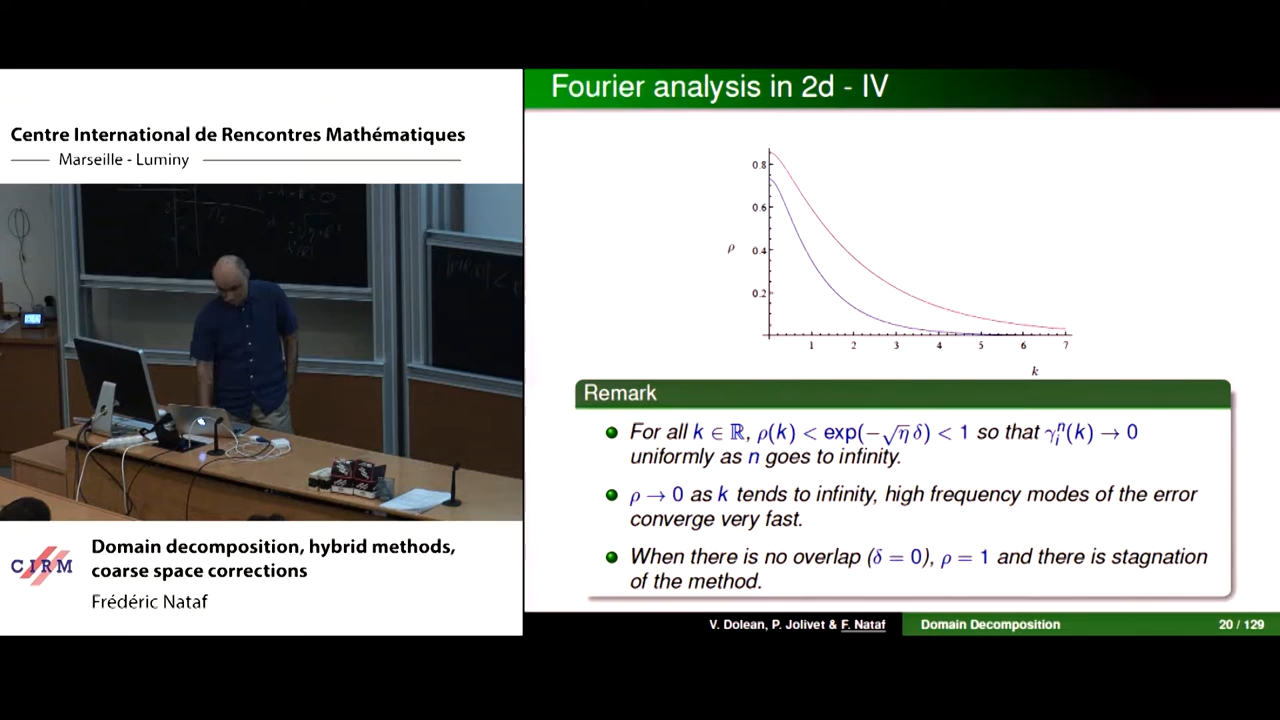 Fourier analysis in 2d - IV
Centre International de Rencontres Mathématiques
Marseille - Luminy
0.8
0.6
ρ
0.4
0.2
1 2 3 4 5 6 7
k
Remark
For all k ∈ ℝ, ρ(k) < exp(−√η δ) < 1 so that γᵢⁿ(k) → 0
uniformly as n goes to infinity.
ρ → 0 as k tends to infinity, high frequency modes of the error
converge very fast.
When there is no overlap (δ = 0), ρ = 1 and there is stagnation
of the method.
CIRM
Domain decomposition, hybrid methods,
coarse space corrections
Frédéric Nataf
V. Dolean, P. Jolivet & F. Nataf
Domain Decomposition
20 / 129